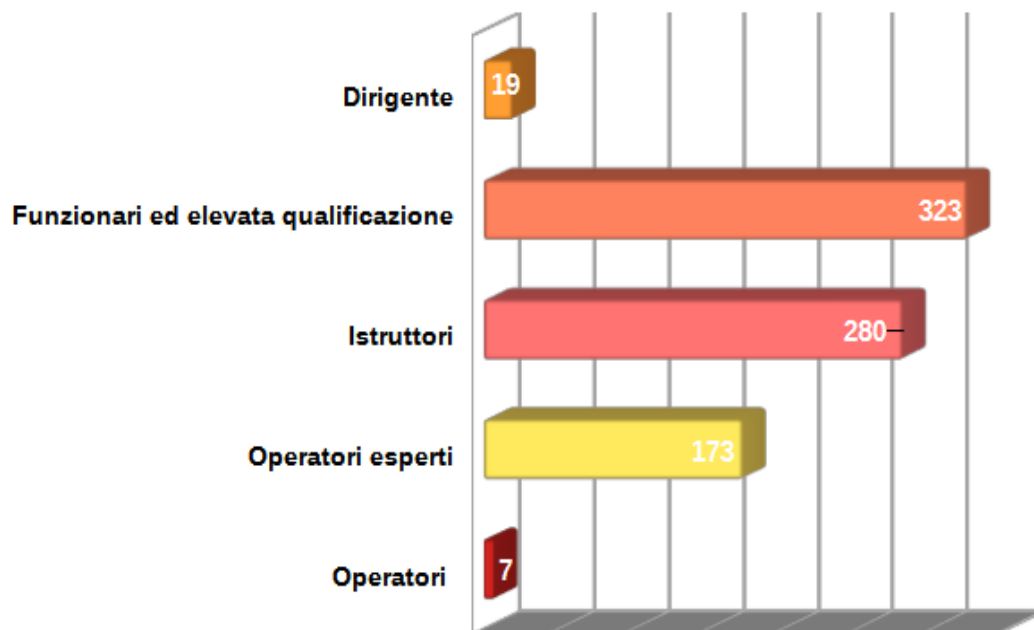 Dirigente
19
Funzionari ed elevata qualificazione
323
Istruttori
280
Operatori esperti
173
Operatori
7